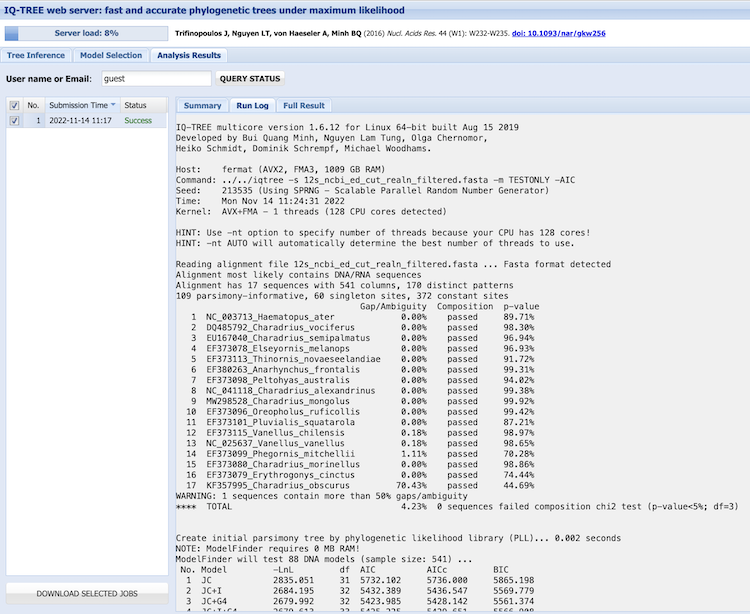 IQ-TREE web server: fast and accurate phylogenetic trees under maximum likelihood
Server load: 8%
Trifinopoulos J, Nguyen LT, von Haeseler A, Minh BQ (2016) Nucl. Acids Res. 44 (W1): W232-W235. doi: 10.1093/nar/gkw256
Tree Inference Model Selection Analysis Results
User name or Email: guest QUERY STATUS
No. Submission Time Status
1 2022-11-14 11:17 Success
Summary Run Log Full Result
IQ-TREE multicore version 1.6.12 for Linux 64-bit built Aug 15 2019
Developed by Bui Quang Minh, Nguyen Lam Tung, Olga Chernomor,
Heiko Schmidt, Dominik Schrempf, Michael Woodhams.
Host: fermat (AVX2, FMA3, 1009 GB RAM)
Command: ../../iqtree -s 12s_ncbi_ed_cut_realn_filtered.fasta -m TESTONLY -AIC
Seed: 213535 (Using SPRNG - Scalable Parallel Random Number Generator)
Time: Mon Nov 14 11:24:31 2022
Kernel: AVX+FMA - 1 threads (128 CPU cores detected)
HINT: Use -nt option to specify number of threads because your CPU has 128 cores!
HINT: -nt AUTO will automatically determine the best number of threads to use.
Reading alignment file 12s_ncbi_ed_cut_realn_filtered.fasta ... Fasta format detected
Alignment most likely contains DNA/RNA sequences
Alignment has 17 sequences with 541 columns, 170 distinct patterns
109 parsimony-informative, 60 singleton sites, 372 constant sites
Gap/Ambiguity Composition p-value
1 NC_003713_Haematopus_ater 0.00% passed 89.71%
2 DQ485792_Charadrius_vociferus 0.00% passed 98.30%
3 EU167040_Charadrius_semipalmatus 0.00% passed 96.94%
4 EF373078_Elseyornis_melanops 0.00% passed 96.93%
5 EF373113_Thinornis_novaeseelandiae 0.00% passed 91.72%
6 EF380263_Anarhynchus_frontalis 0.00% passed 99.31%
7 EF373098_Peltohyas_australis 0.00% passed 94.02%
8 NC_041118_Charadrius_alexandrinus 0.00% passed 99.38%
9 MW298528_Charadrius_mongolus 0.00% passed 99.92%
10 EF373096_Oreopholus_ruficollis 0.00% passed 99.42%
11 EF373101_Pluvialis_squatarola 0.00% passed 87.21%
12 EF373115_Vanellus_chilensis 0.18% passed 98.97%
13 NC_025637_Vanellus_vanellus 0.18% passed 98.65%
14 EF373099_Phegornis_mitchellii 1.11% passed 70.28%
15 EF373080_Charadrius_morinellus 0.00% passed 98.86%
16 EF373079_Erythrogonys_cinctus 0.00% passed 74.44%
17 KF357995_Charadrius_obscurus 70.43% passed 44.69%
WARNING: 1 sequences contain more than 50% gaps/ambiguity
**** TOTAL 4.23% 0 sequences failed composition chi2 test (p-value<5%; df=3)
Create initial parsimony tree by phylogenetic likelihood library (PLL)... 0.002 seconds
NOTE: ModelFinder requires 0 MB RAM!
ModelFinder will test 88 DNA models (sample size: 541) ...
No. Model -LnL df AIC AICc BIC
1 JC 2835.051 31 5732.102 5736.000 5865.198
2 JC+I 2684.195 32 5432.389 5436.547 5569.779
3 JC+G4 2679.992 32 5423.985 5428.142 5561.374
DOWNLOAD SELECTED JOBS